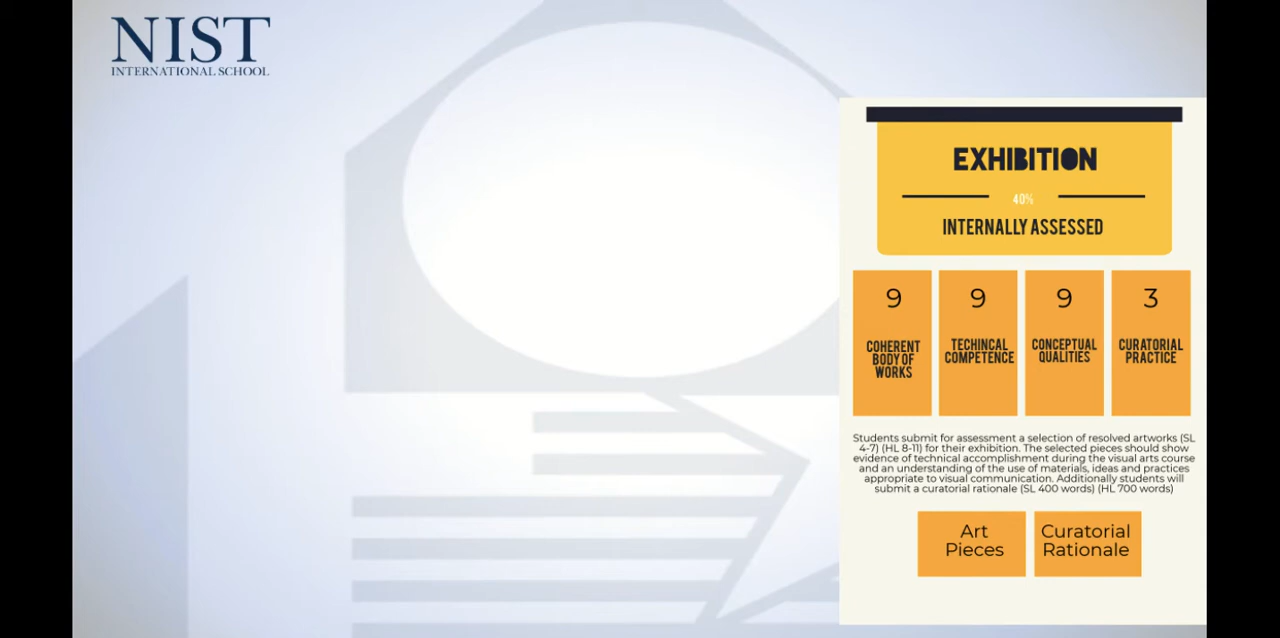 NIST
INTERNATIONAL SCHOOL
EXHIBITION
40%
INTERNALLY ASSESSED
9
COHERENT
BODY OF
WORKS
9
TECHINCAL
COMPETENCE
9
CONCEPTUAL
QUALITIES
3
CURATORIAL
PRACTICE
Students submit for assessment a selection of resolved artworks (SL
4-7) (HL 8-11) for their exhibition. The selected pieces should show
evidence of technical accomplishment during the visual arts course
and an understanding of the use of materials, ideas and practices
appropriate to visual communication. Additionally students will
submit a curatorial rationale (SL 400 words) (HL 700 words)
Art
Pieces
Curatorial
Rationale